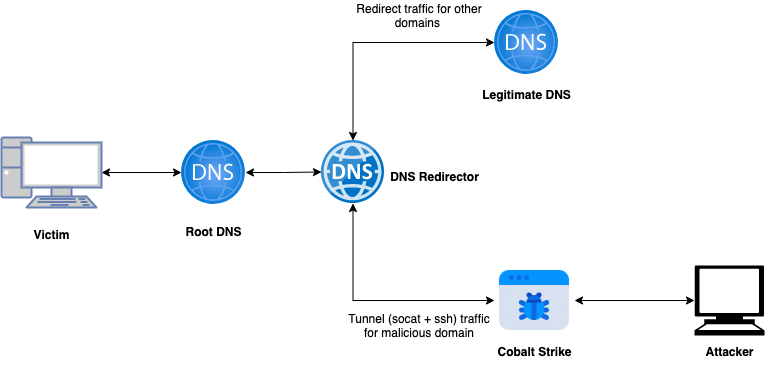 Redirect traffic for other
domains
DNS
Legitimate DNS
DNS
DNS
DNS Redirector
Victim
Root DNS
Tunnel (socat + ssh) traffic
for malicious domain
Cobalt Strike
Attacker